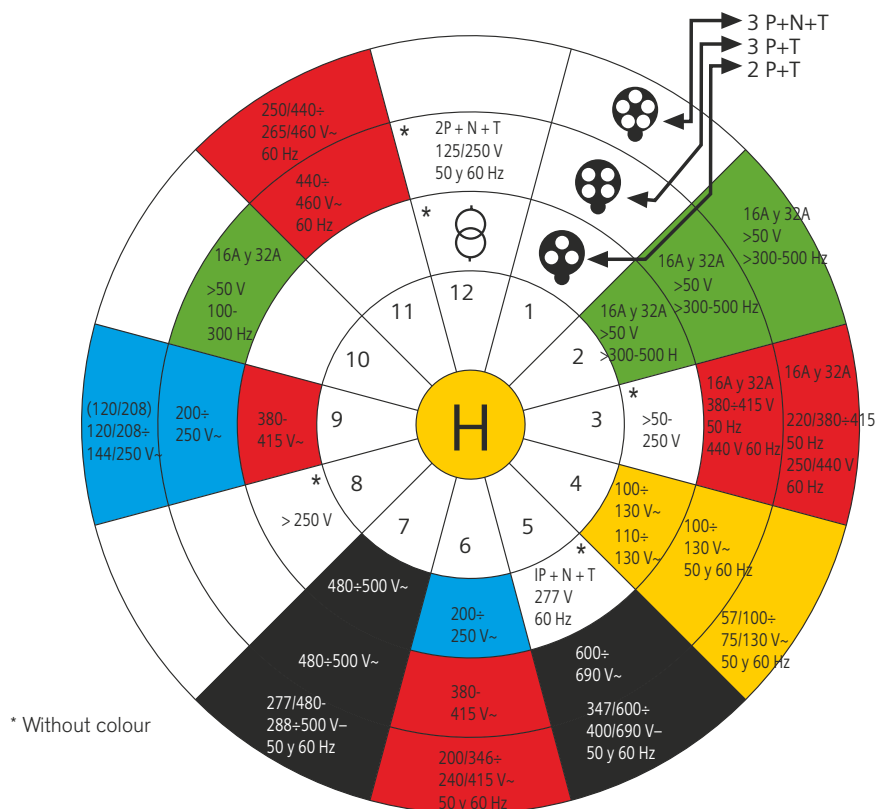 3 P+N+T
3 P+T
2 P+T
250/440÷
265/460 V~
60 Hz
440÷
460 V~
60 Hz
*
2P + N + T
125/250 V
50 y 60 Hz
*
12
1
2
3
4
5
6
7
8
9
10
11
H
16A y 32A
>50 V
>300-500 Hz
16A y 32A
>50 V
>300-500 Hz
16A y 32A
>50 V
>300-500 H
16A y 32A
>50 V
100-
300 Hz
(120/208)
120/208÷
144/250 V~
200÷
250 V~
380-
415 V~
*
>50-
250 V
16A y 32A
380÷415 V
50 Hz
440 V 60 Hz
16A y 32A
220/380÷415
50 Hz
250/440 V
60 Hz
*
> 250 V
100÷
130 V~
110÷
130 V~
100÷
130 V~
50 y 60 Hz
57/100÷
75/130 V~
50 y 60 Hz
*
IP + N + T
277 V
60 Hz
600÷
690 V~
347/600÷
400/690 V–
50 y 60 Hz
200÷
250 V~
380-
415 V~
200/346÷
240/415 V~
50 y 60 Hz
480÷500 V~
480÷500 V~
277/480-
288÷500 V–
50 y 60 Hz
* Without colour